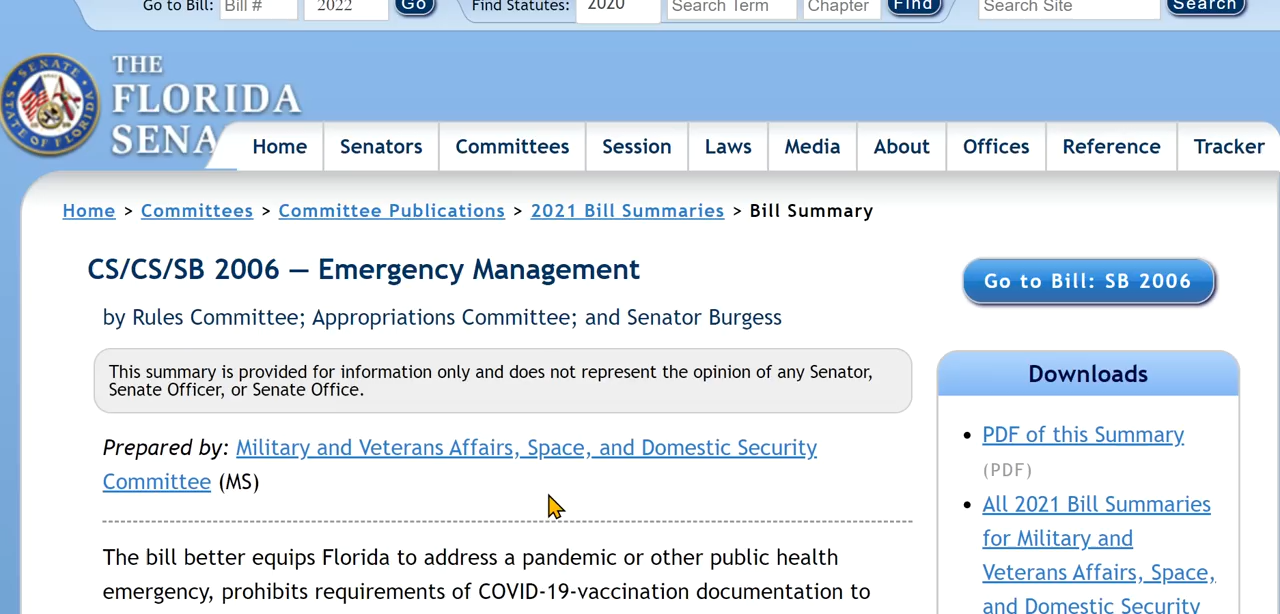 Go to Bill: Bill # 2022 Go Find Statutes: 2020 Search Term Chapter Find Search Site Search
THE
FLORIDA
SENA
Home Senators Committees Session Laws Media About Offices Reference Tracker
Home > Committees > Committee Publications > 2021 Bill Summaries > Bill Summary
CS/CS/SB 2006 — Emergency Management
Go to Bill: SB 2006
by Rules Committee; Appropriations Committee; and Senator Burgess
This summary is provided for information only and does not represent the opinion of any Senator,
Senate Officer, or Senate Office.
Prepared by: Military and Veterans Affairs, Space, and Domestic Security
Committee (MS)
The bill better equips Florida to address a pandemic or other public health
emergency, prohibits requirements of COVID-19-vaccination documentation to
Downloads
• PDF of this Summary
(PDF)
• All 2021 Bill Summaries
for Military and
Veterans Affairs, Space,
and Domestic Security